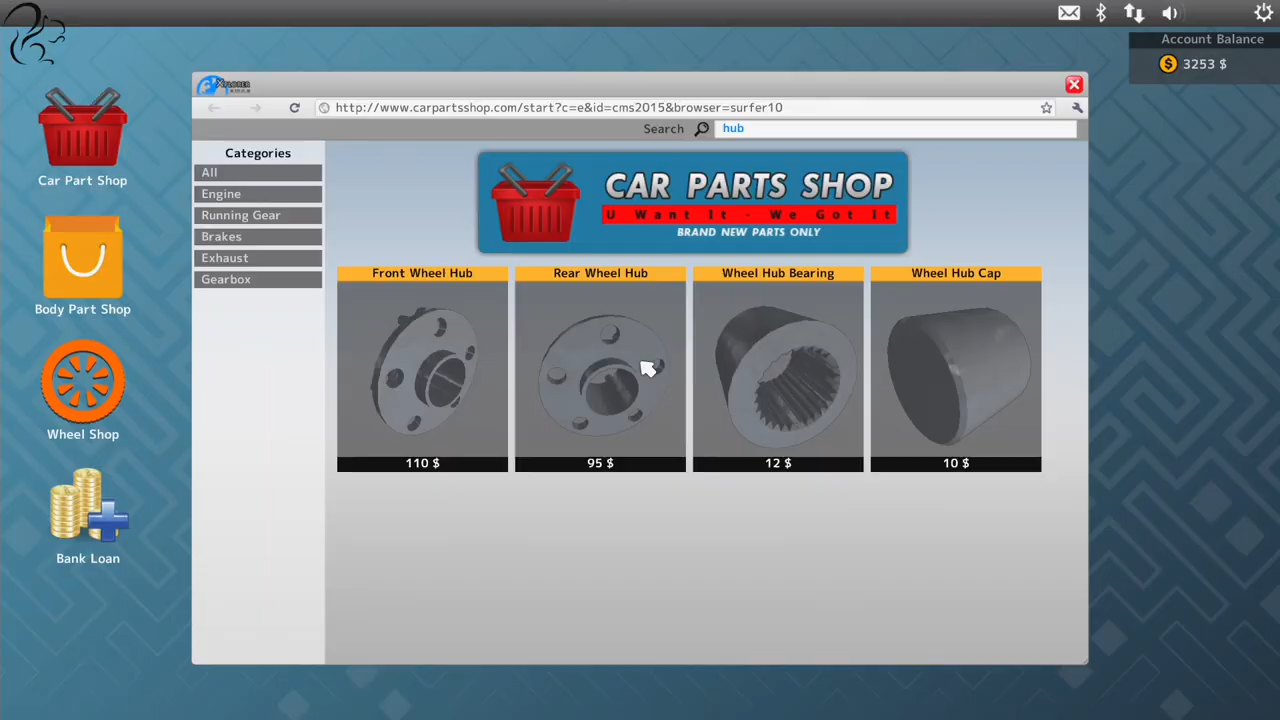 Account Balance
$ 3253 $
XPLORER
http://www.carpartsshop.com/start?c=e&id=cms2015&browser=surfer10
Search hub
Categories
All
Engine
Running Gear
Brakes
Exhaust
Gearbox
CAR PARTS SHOP
U Want It - We Got It
BRAND NEW PARTS ONLY
Front Wheel Hub
110 $
Rear Wheel Hub
95 $
Wheel Hub Bearing
12 $
Wheel Hub Cap
10 $
Car Part Shop
Body Part Shop
Wheel Shop
Bank Loan